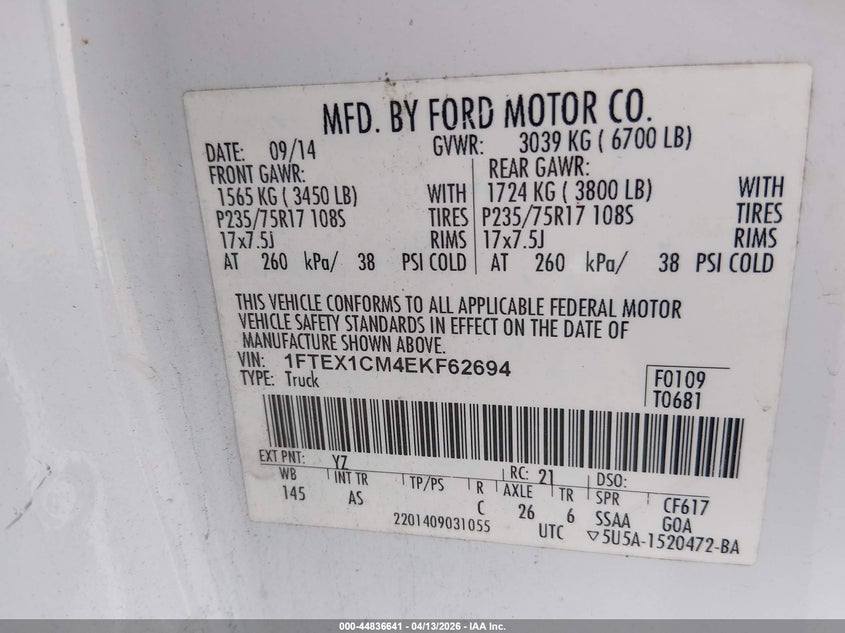 MFD. BY FORD MOTOR CO.
DATE: 09/14 GVWR: 3039 KG ( 6700 LB)
FRONT GAWR: REAR GAWR:
1565 KG ( 3450 LB) WITH 1724 KG ( 3800 LB) WITH
P235/75R17 108S TIRES P235/75R17 108S TIRES
17x7.5J RIMS 17x7.5J RIMS
AT 260 kPa/ 38 PSI COLD AT 260 kPa/ 38 PSI COLD
THIS VEHICLE CONFORMS TO ALL APPLICABLE FEDERAL MOTOR
VEHICLE SAFETY STANDARDS IN EFFECT ON THE DATE OF
MANUFACTURE SHOWN ABOVE.
VIN: 1FTEX1CM4EKF62694
TYPE: Truck
F0109
T0681
EXT PNT: YZ RC: 21 DSO:
WB INT TR TP/PS R AXLE TR SPR CF617
145 AS C 26 6 SSAA GOA
2201409031055 UTC ▽5U5A-1520472-BA
000-44836641 - 04/13/2026 - IAA Inc.